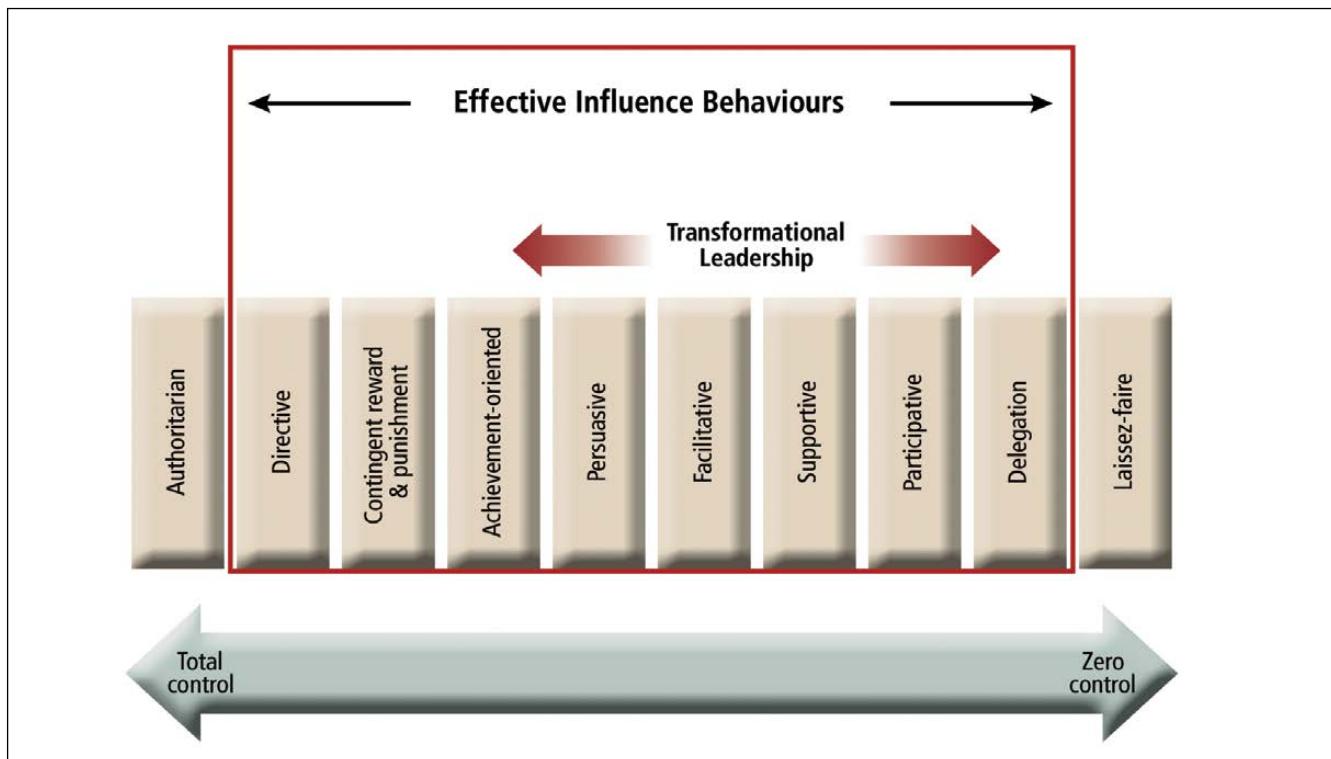 Effective Influence Behaviours
Transformational
Leadership
Authoritarian
Directive
Contingent reward
& punishment
Achievement-oriented
Persuasive
Facilitative
Supportive
Participative
Delegation
Laissez-faire
Total
control
Zero
control